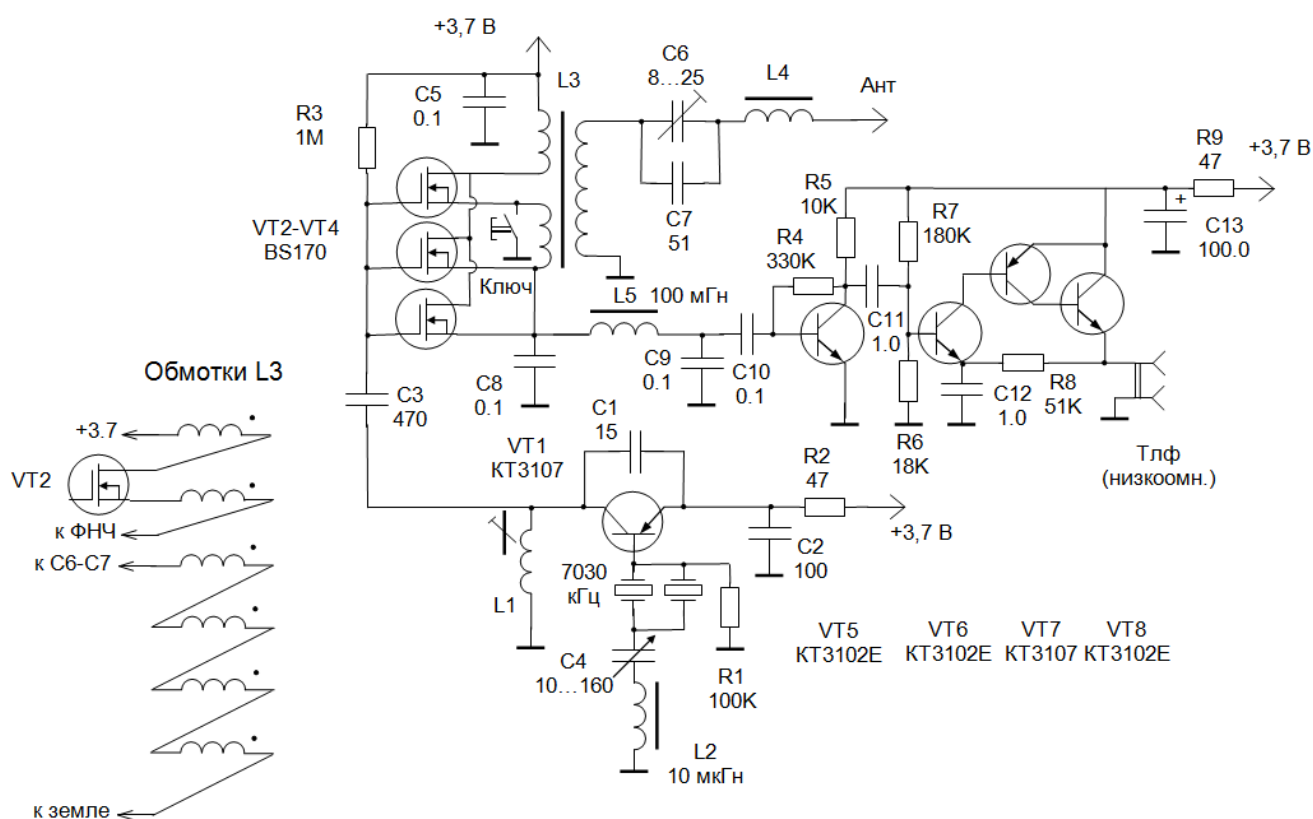 +3,7 В
C6
8...25
L4
Ант
L3
C5
0.1
R3
1М
R9
47
+3,7 В
C7
51
R5
10K
R7
180K
+
C13
100.0
R4
330K
VT2-VT4
BS170
Ключ
L5 100 мГн
C11
1.0
C9
0.1
C10
0.1
C8
0.1
C12
1.0
R8
51K
Обмотки L3
C3
470
C1
15
R6
18K
Тлф
(низкоомн.)
+3.7
VT1
КТ3107
R2
47
VT2
+3,7 В
к ФНЧ
C2
100
к C6-C7
7030
кГц
L1
VT5
КТ3102Е
VT6
КТ3102Е
VT7
КТ3107
VT8
КТ3102Е
C4
10...160
R1
100K
L2
10 мкГн
к земле